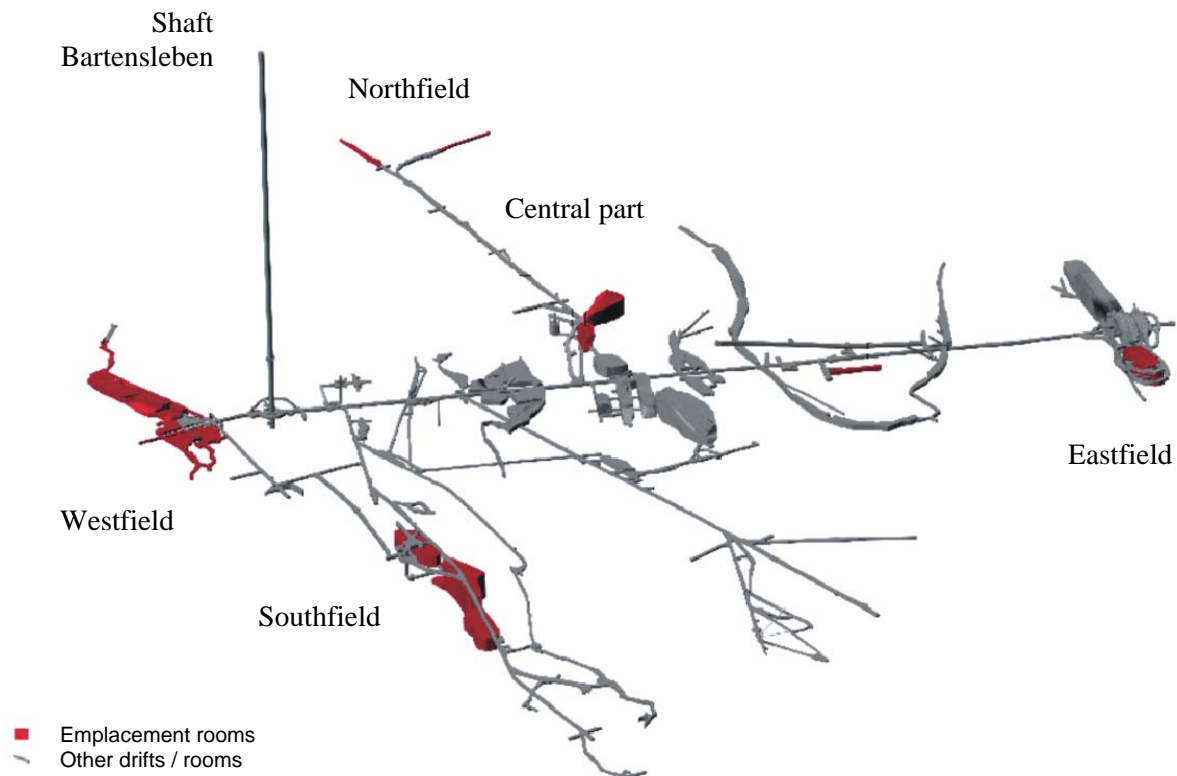 Shaft
Bartensleben
Northfield
Central part
Eastfield
Westfield
Southfield
Emplacement rooms
Other drifts / rooms